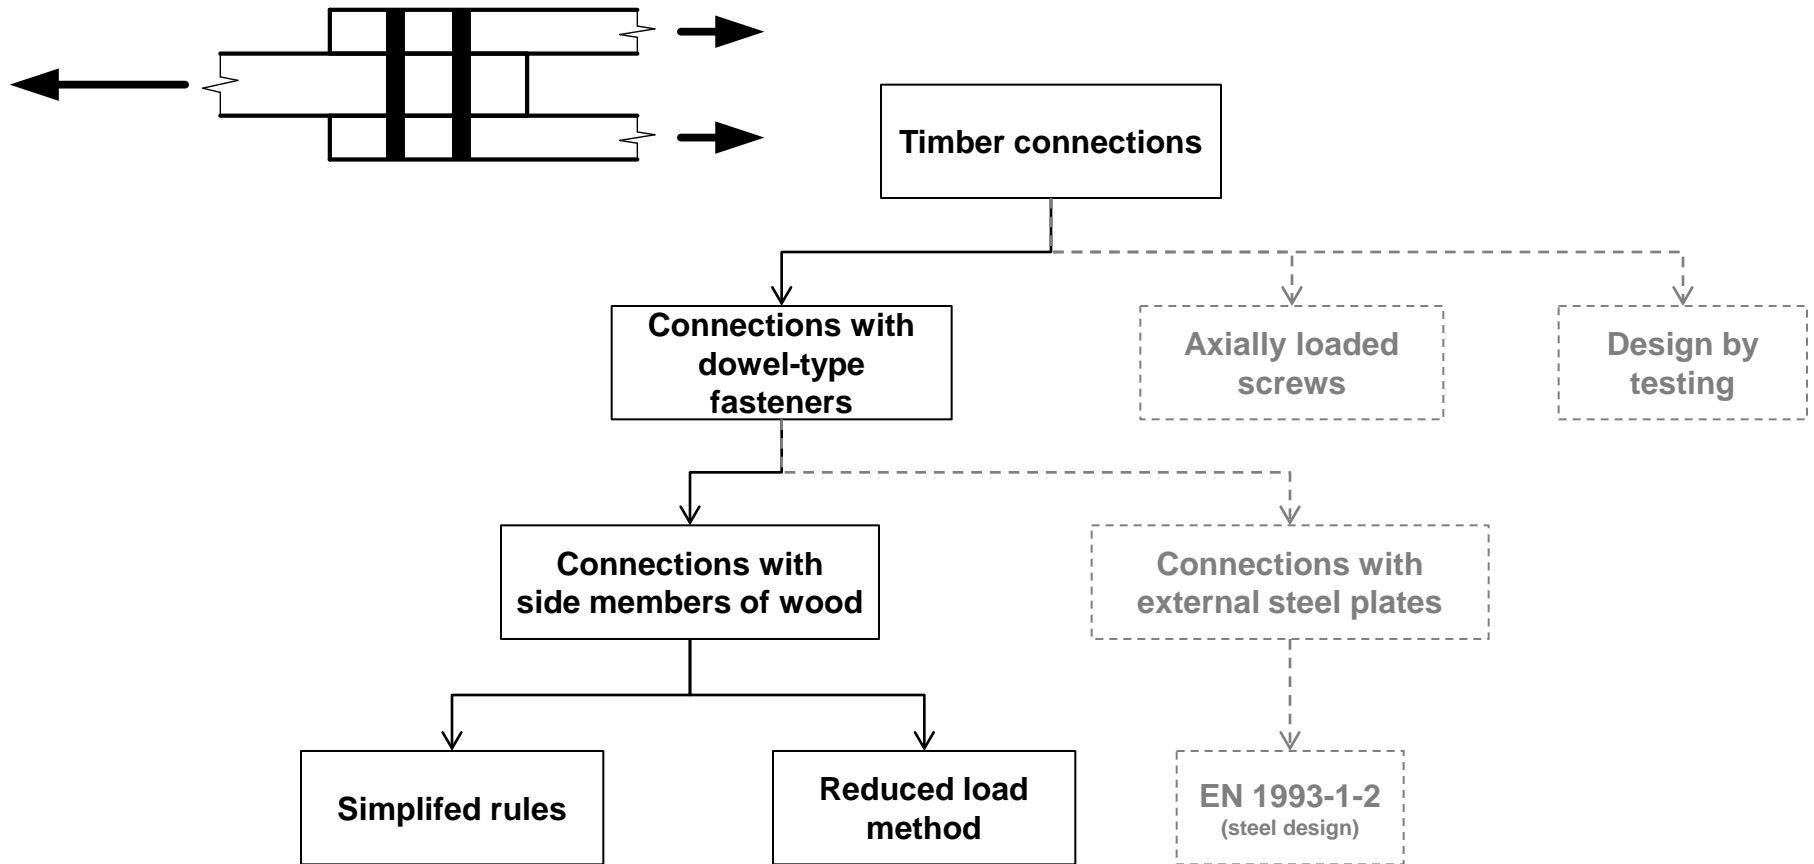 Timber connections
Connections with
dowel-type
fasteners
Axially loaded
screws
Design by
testing
Connections with
side members of wood
Connections with
external steel plates
Simplifed rules
Reduced load
method
EN 1993-1-2
(steel design)